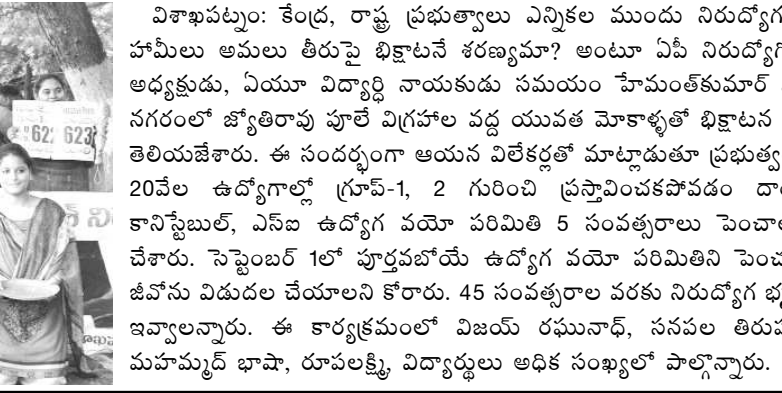 విశాఖపట్నం: కేంద్ర, రాష్ట్ర ప్రభుత్వాలు ఎన్నికల ముందు
హామీలు అమలు తీరుపై భిక్షాటనే శరణ్యమా? అంటూ ఏపీ
అధ్యక్షుడు, ఏయూ విద్యార్థి నాయకుడు సమయం హేమంత్‌కుమార్
నగరంలో జ్యోతిరావు పూలే విగ్రహాల వద్ద యువత మోకాళ్ళతో భిక్షాటన
తెలియజేశారు. ఈ సందర్భంగా ఆయన విలేకర్లతో మాట్లాడుతూ
20వేల ఉద్యోగాల్లో గ్రూప్-1, 2 గురించి ప్రస్తావించకపోవడం
కానిస్టేబుల్, ఎస్ఐ ఉద్యోగ వయో పరిమితి 5 సంవత్సరాలు
చేశారు. సెప్టెంబర్ 1లో పూర్తవబోయే ఉద్యోగ వయో పరిమితిని
జీవోను విడుదల చేయాలని కోరారు. 45 సంవత్సరాల వరకు నిరుద్యోగ
ఇవ్వాలన్నారు. ఈ కార్యక్రమంలో విజయ్ రఘునాధ్, సనపల
మహమ్మద్ భాషా, రూపలక్ష్మి, విద్యార్థులు అధిక సంఖ్యలో పాల్గొన్నారు.
622 623